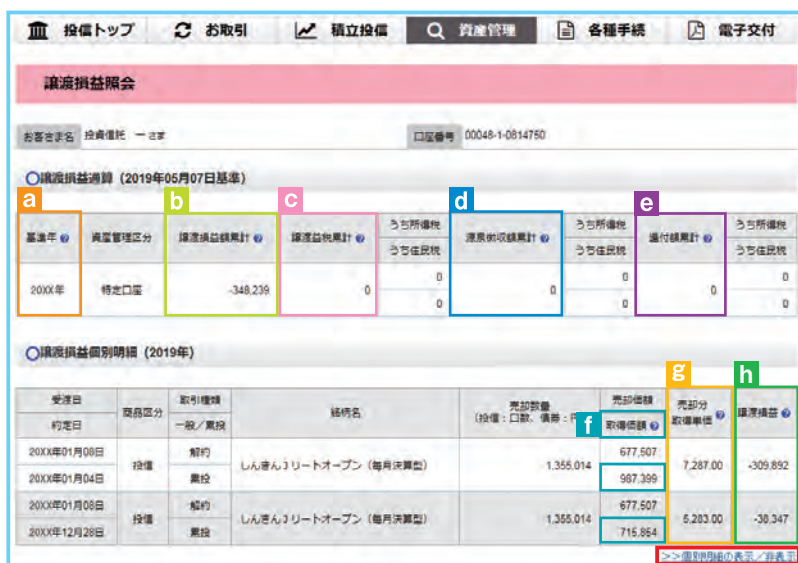 投信トップ お取引 積立投信 資産管理 各種手続 電子交付
譲渡損益照会
お客さま名 投資信託 一 さま 口座番号 00048-1-0814750
譲渡損益通算（2019年05月07日基準）
a b c d e
基準年 資産管理区分 譲渡損益額累計 譲渡益税累計 うち所得税 うち住民税 源泉徴収額累計 うち所得税 うち住民税 還付額累計 うち所得税 うち住民税
20XX年 特定口座 -348,239 0 0 0 0 0 0 0 0 0
譲渡損益個別明細（2019年）
g h
受渡日 商品区分 取引種類 銘柄名 売却数量 売却価額 売却分 譲渡損益
約定日 一般／累投 （投信：口数、債券：円 f 取得価額 取得単価
20XX年01月08日 投信 解約 しんきんJリートオープン（毎月決算型） 1,355,014 677,507 7,287.00 -309,892
20XX年01月04日 累投 987,399
20XX年01月08日 投信 解約 しんきんJリートオープン（毎月決算型） 1,355,014 677,507 5,283.00 -38,347
20XX年12月28日 累投 715,854
>>個別明細の表示／非表示